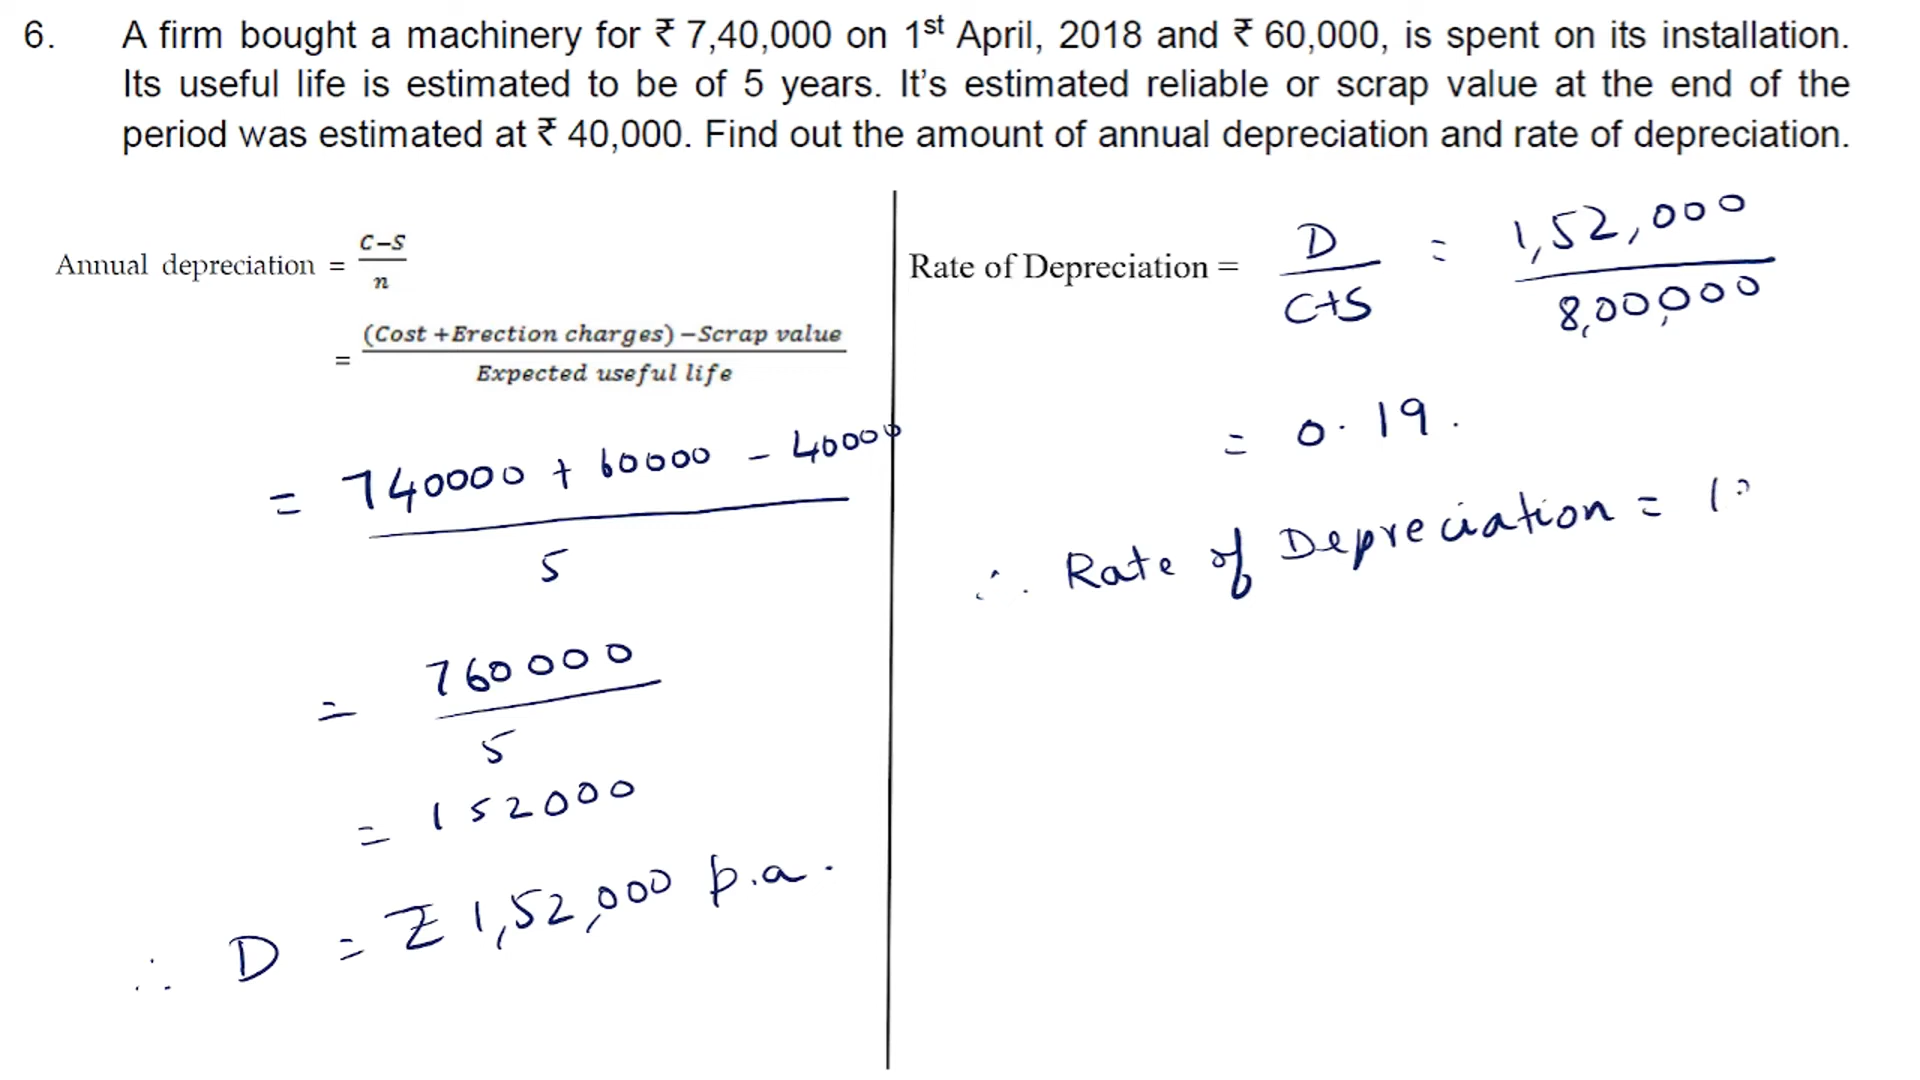 6. A firm bought a machinery for ₹ 7,40,000 on 1st April, 2018 and ₹ 60,000, is spent on its installation.
Its useful life is estimated to be of 5 years. It's estimated reliable or scrap value at the end of the
period was estimated at ₹ 40,000. Find out the amount of annual depreciation and rate of depreciation.
Annual depreciation = C−S / n
= (Cost +Erection charges) −Scrap value / Expected useful life
= 740000 + 60000 − 40000 / 5
= 760000 / 5
= 152000
∴ D = ₹ 1,52,000 p.a.
Rate of Depreciation = D / C+S = 1,52,000 / 8,00,000
= 0.19.
∴ Rate of Depreciation = 1